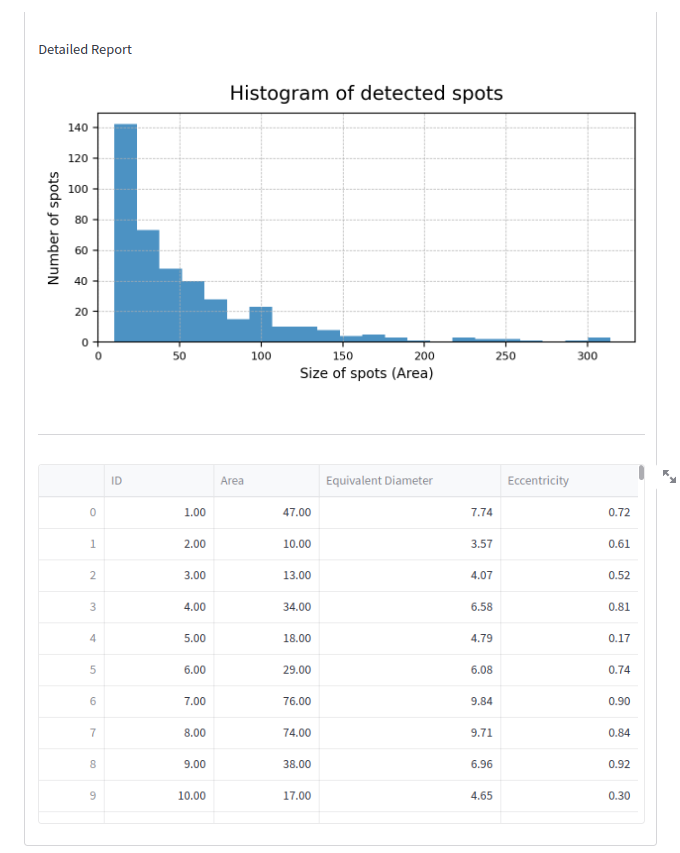 Detailed Report
Histogram of detected spots
Number of spots
140
120
100
80
60
40
20
0
0 50 100 150 200 250 300
Size of spots (Area)
ID Area Equivalent Diameter Eccentricity
0 1.00 47.00 7.74 0.72
1 2.00 10.00 3.57 0.61
2 3.00 13.00 4.07 0.52
3 4.00 34.00 6.58 0.81
4 5.00 18.00 4.79 0.17
5 6.00 29.00 6.08 0.74
6 7.00 76.00 9.84 0.90
7 8.00 74.00 9.71 0.84
8 9.00 38.00 6.96 0.92
9 10.00 17.00 4.65 0.30